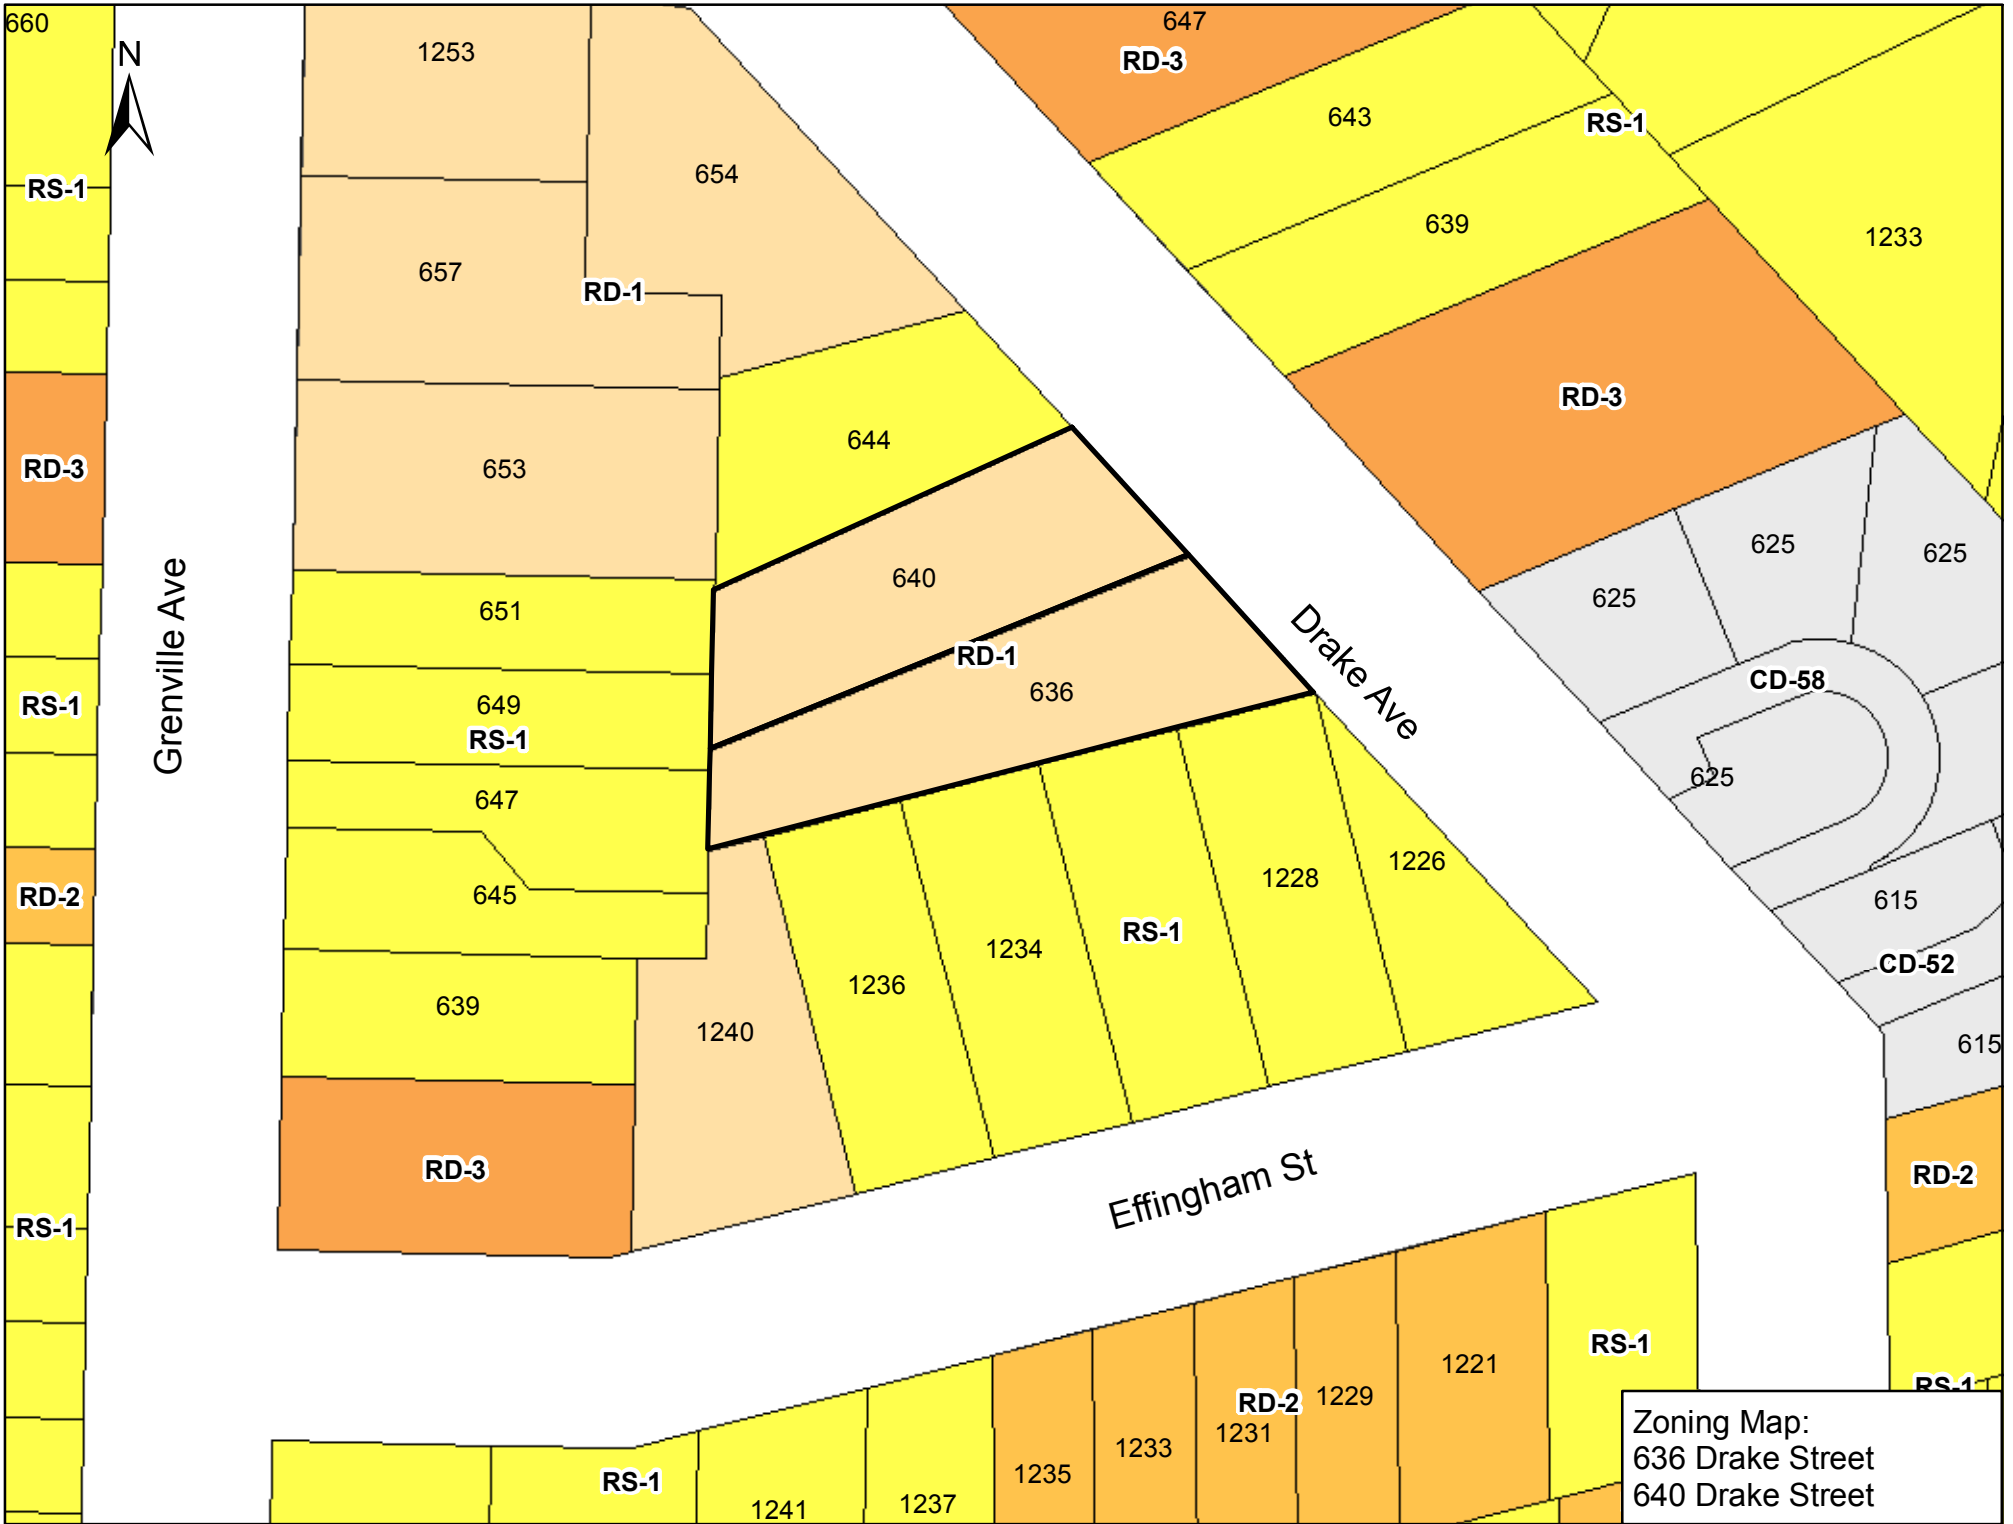 660
647
N
1253
RD-3
643
RS-1
654
RS-1
639
1233
657
RD-1
RD-3
644
653
RD-3
625
625
640
625
651
Drake Ave
RD-1
Grenville Ave
CD-58
636
649
RS-1
RS-1
625
647
1226
1228
645
RD-2
615
RS-1
1234
CD-52
1236
639
1240
615
RD-3
RD-2
Effingham St
RS-1
RS-1
1221
RS-1
1229
RD-2
1231
1233
1235
RS-1
1237
1241
Zoning Map:
636 Drake Street
640 Drake Street